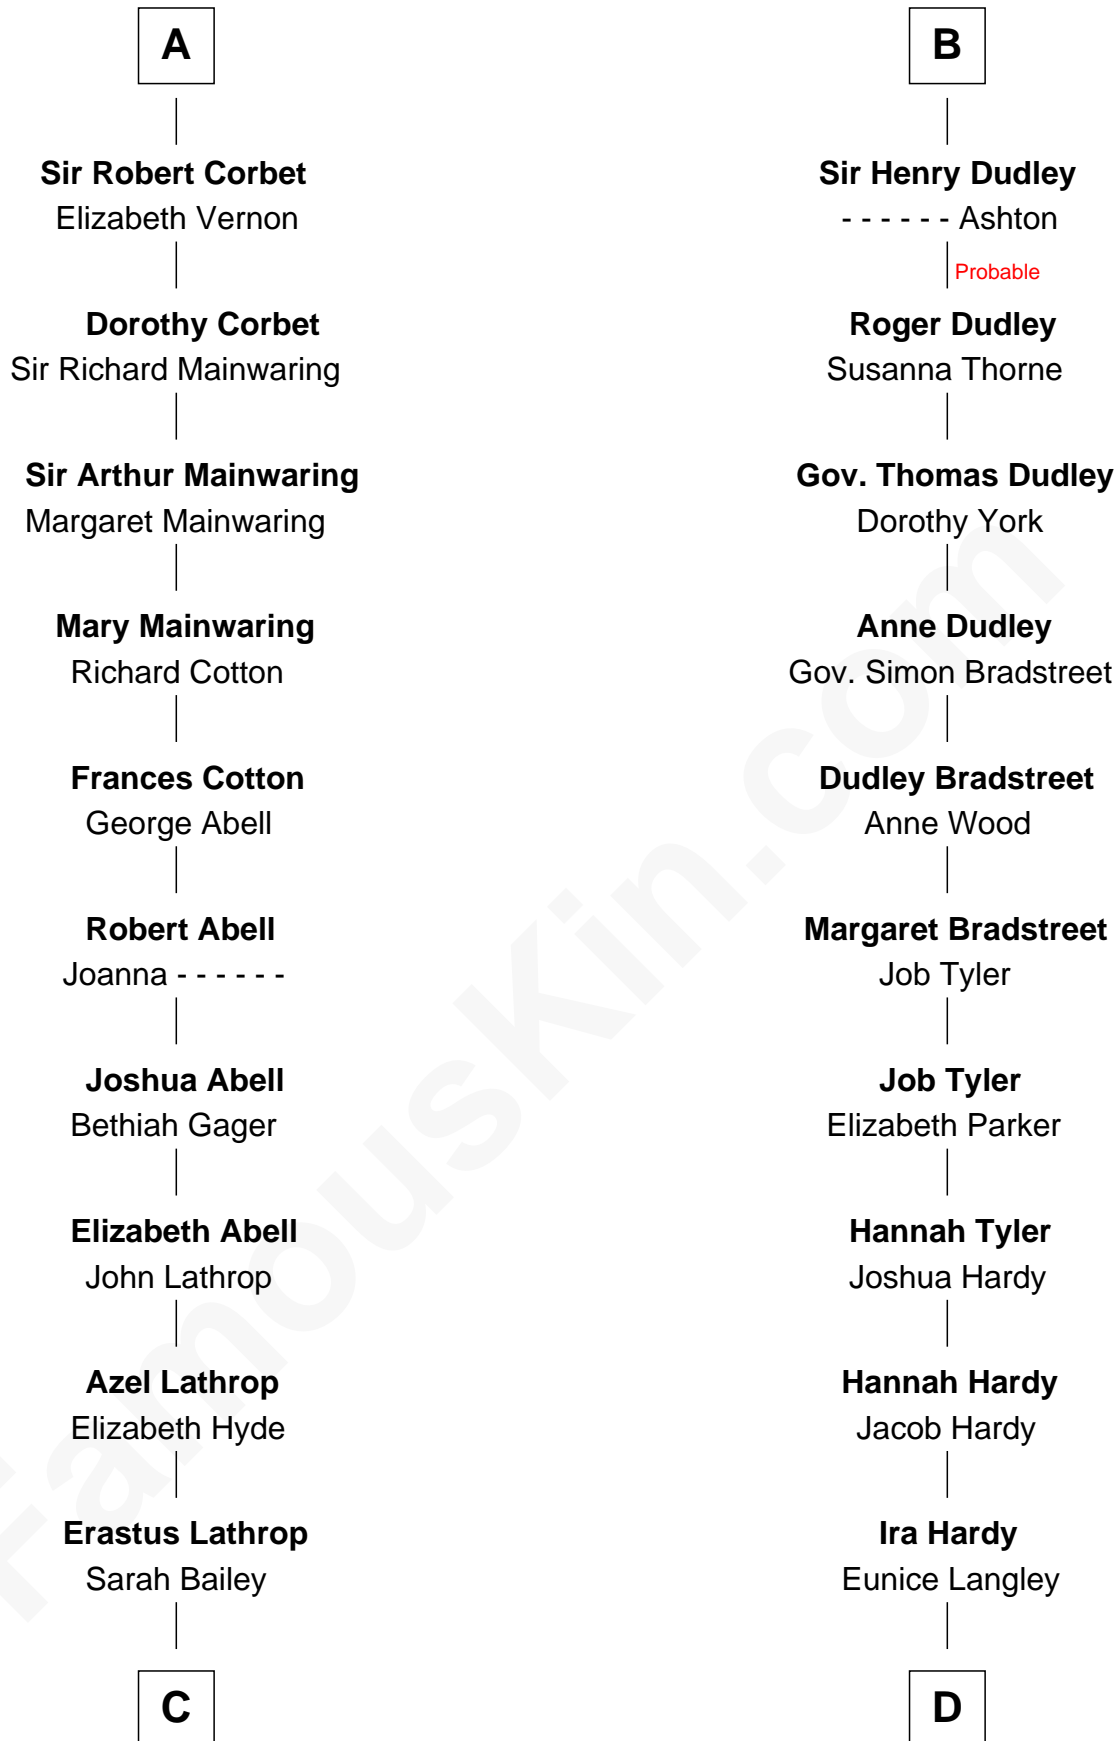 A
Sir Robert Corbet
Elizabeth Vernon
Dorothy Corbet
Sir Richard Mainwaring
Sir Arthur Mainwaring
Margaret Mainwaring
Mary Mainwaring
Richard Cotton
Frances Cotton
George Abell
Robert Abell
Joanna - - - - - -
Joshua Abell
Bethiah Gager
Elizabeth Abell
John Lathrop
Azel Lathrop
Elizabeth Hyde
Erastus Lathrop
Sarah Bailey
C
B
Sir Henry Dudley
- - - - - - Ashton
Probable
Roger Dudley
Susanna Thorne
Gov. Thomas Dudley
Dorothy York
Anne Dudley
Gov. Simon Bradstreet
Dudley Bradstreet
Anne Wood
Margaret Bradstreet
Job Tyler
Job Tyler
Elizabeth Parker
Hannah Tyler
Joshua Hardy
Hannah Hardy
Jacob Hardy
Ira Hardy
Eunice Langley
D
FamousKin.com